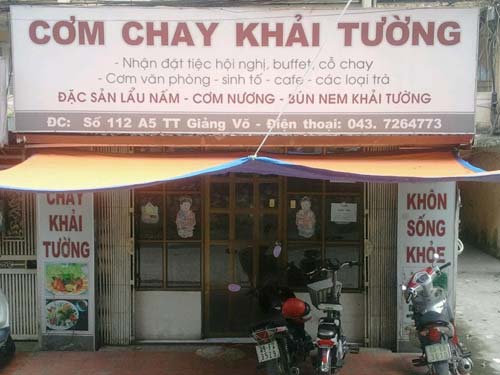 CƠM CHAY KHẢI TƯỜNG
- Nhận đặt tiệc hội nghị, buffet, cỗ chay
- Cơm văn phòng - sinh tố - cafe - các loại trà
ĐẶC SẢN LẨU NẤM - CƠM NƯƠNG - BÚN NEM KHẢI TƯỜNG
ĐC: Số 112 A5 TT Giảng Võ - Điện thoại: 043. 7264773
CHAY
KHẢI
TƯỜNG
KHÔN
SỐNG
KHỎE